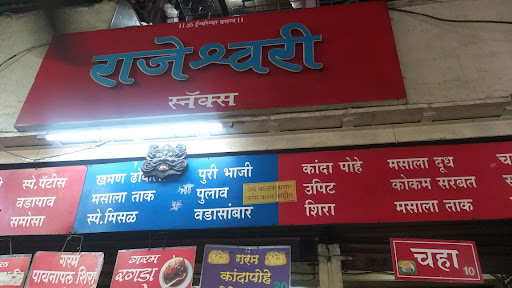 राजेश्वरी
स्नॅक्स
स्पे. पॅटीस
वडापाव
समोसा
खमण ढोकळा
मसाला ताक
स्पे. मिसळ
पुरी भाजी
पुलाव
वडासांबार
कांदा पोहे
उपिट
शिरा
मसाला दूध
कोकम सरबत
मसाला ताक
गरम
पायनापल शिरा
गरम
रगडा
गरम
कांदापोहे
चहा
10